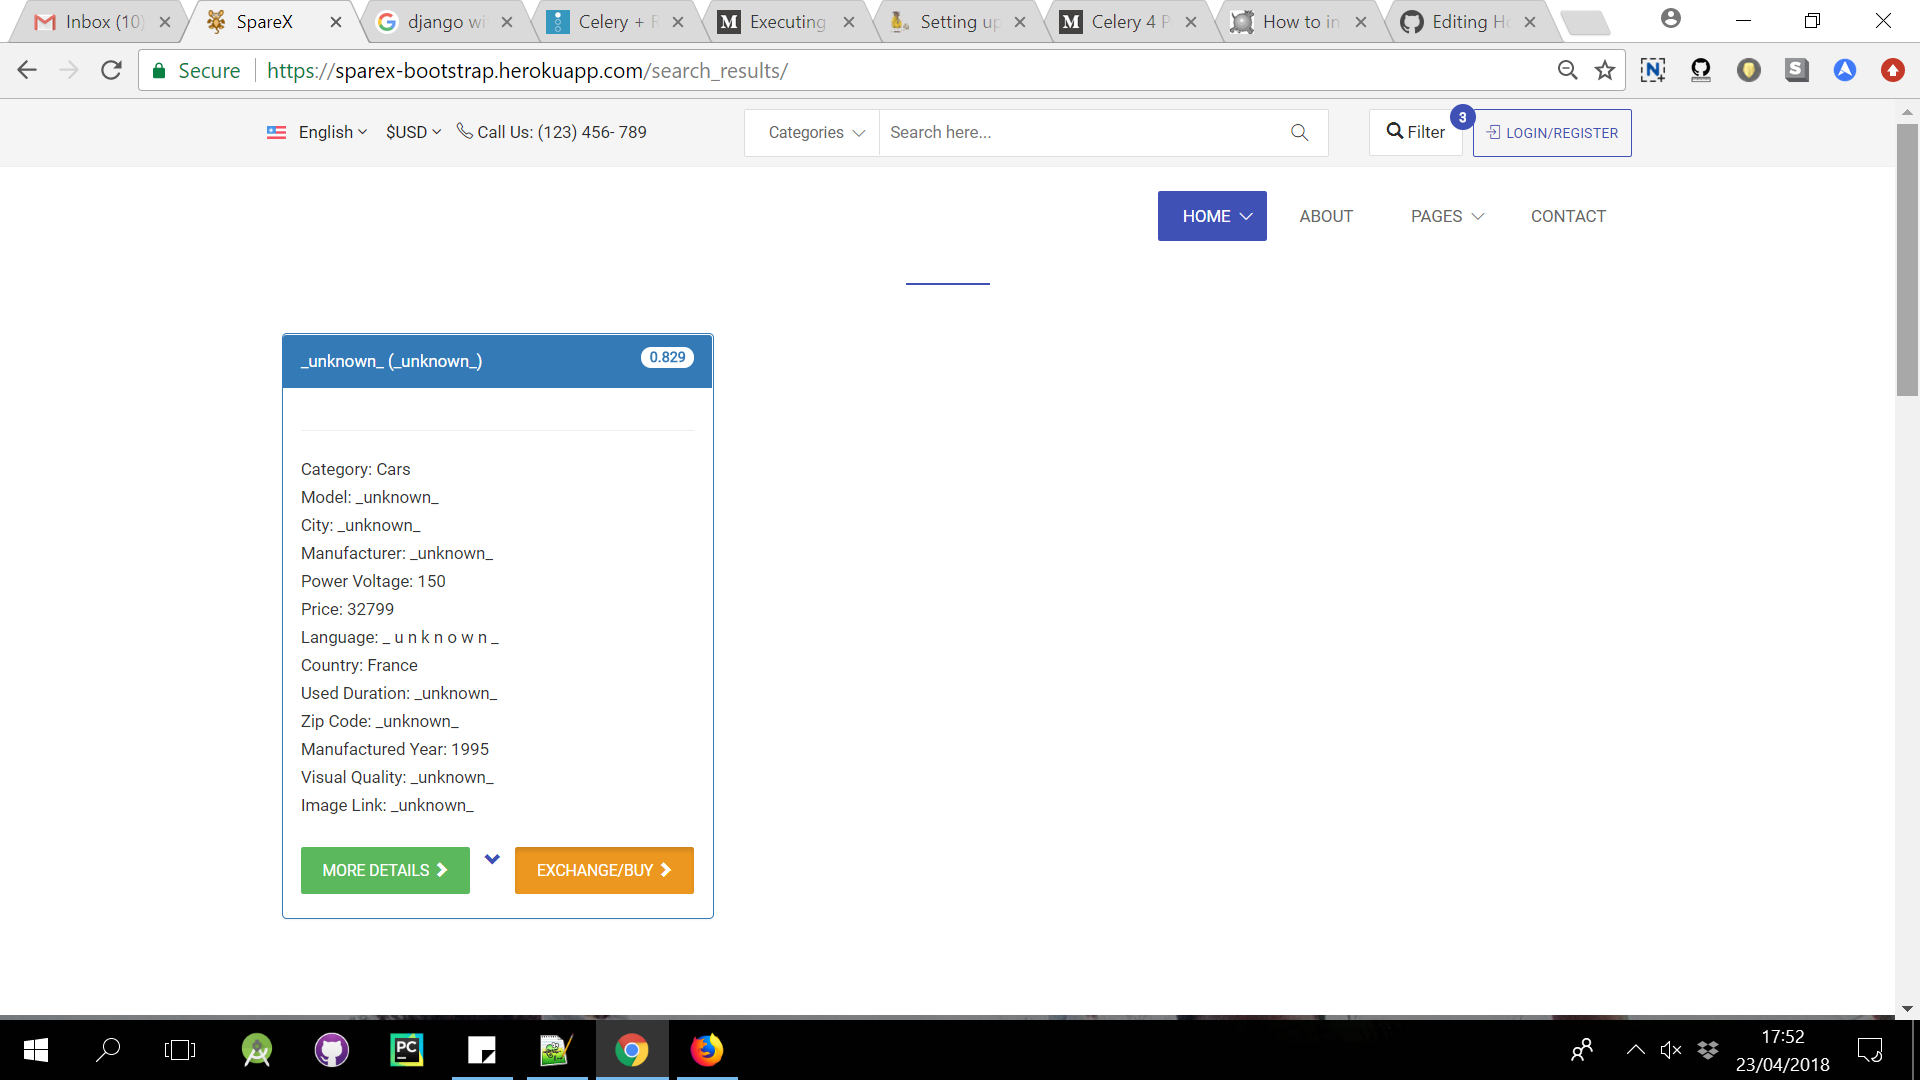 Inbox (10)
SpareX
django wi
Celery + R
Executing
Setting up
Celery 4 P
How to in
Editing Ho
Secure
https://sparex-bootstrap.herokuapp.com/search_results/
English
$USD
Call Us: (123) 456- 789
Categories
Search here...
Filter
3
LOGIN/REGISTER
HOME
ABOUT
PAGES
CONTACT
_unknown_ (_unknown_)
0.829
Category: Cars
Model: _unknown_
City: _unknown_
Manufacturer: _unknown_
Power Voltage: 150
Price: 32799
Language: _ u n k n o w n _
Country: France
Used Duration: _unknown_
Zip Code: _unknown_
Manufactured Year: 1995
Visual Quality: _unknown_
Image Link: _unknown_
MORE DETAILS
EXCHANGE/BUY
PC
17:52
23/04/2018